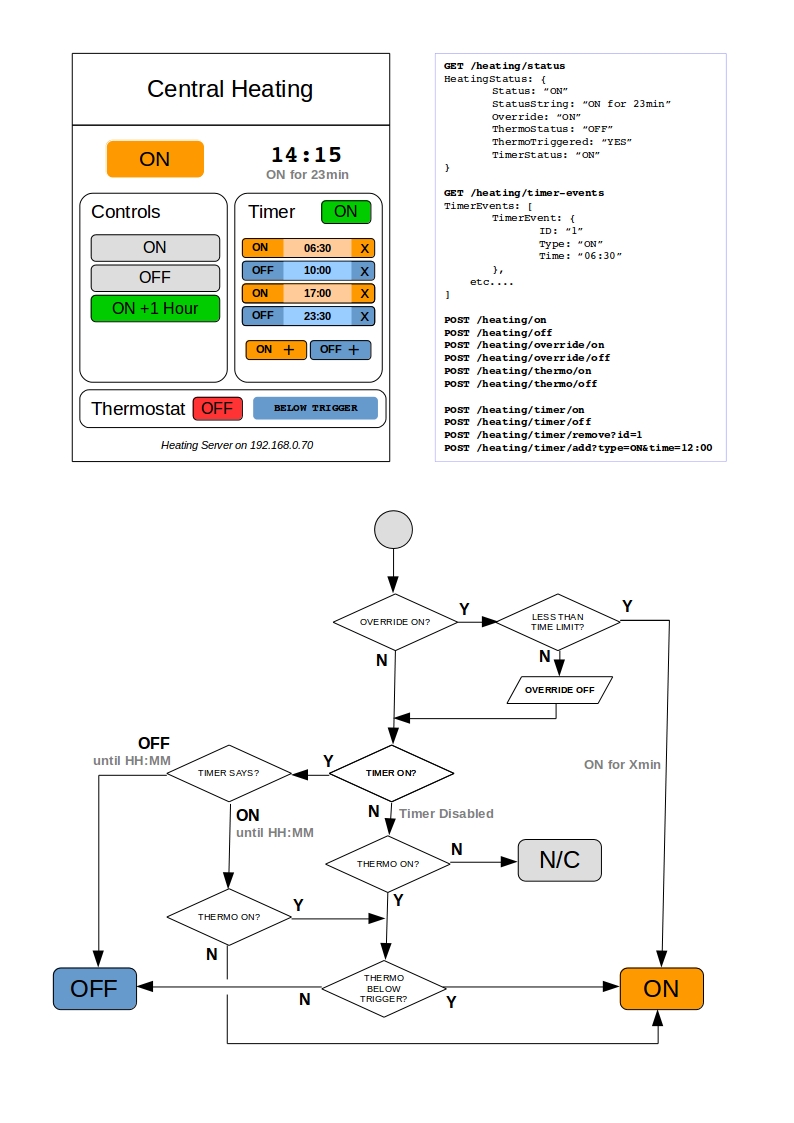 Central Heating
ON
14:15
ON for 23min
Controls
ON
OFF
ON +1 Hour
Timer
ON
ON 06:30 X
OFF 10:00 X
ON 17:00 X
OFF 23:30 X
ON + OFF +
Thermostat OFF BELOW TRIGGER
Heating Server on 192.168.0.70
GET /heating/status
HeatingStatus: {
Status: “ON”
StatusString: “ON for 23min”
Override: “ON”
ThermoStatus: “OFF”
ThermoTriggered: “YES”
TimerStatus: “ON”
}
GET /heating/timer-events
TimerEvents: [
TimerEvent: {
ID: “1”
Type: “ON”
Time: “06:30”
},
etc....
]
POST /heating/on
POST /heating/off
POST /heating/override/on
POST /heating/override/off
POST /heating/thermo/on
POST /heating/thermo/off
POST /heating/timer/on
POST /heating/timer/off
POST /heating/timer/remove?id=1
POST /heating/timer/add?type=ON&time=12:00
OVERRIDE ON?
Y
LESS THAN
TIME LIMIT?
Y
N
N
OVERRIDE OFF
OFF
until HH:MM
TIMER SAYS?
Y
TIMER ON?
ON for Xmin
ON
until HH:MM
N
Timer Disabled
THERMO ON?
N
N/C
THERMO ON?
Y
Y
N
OFF
N
THERMO
BELOW
TRIGGER?
Y
ON